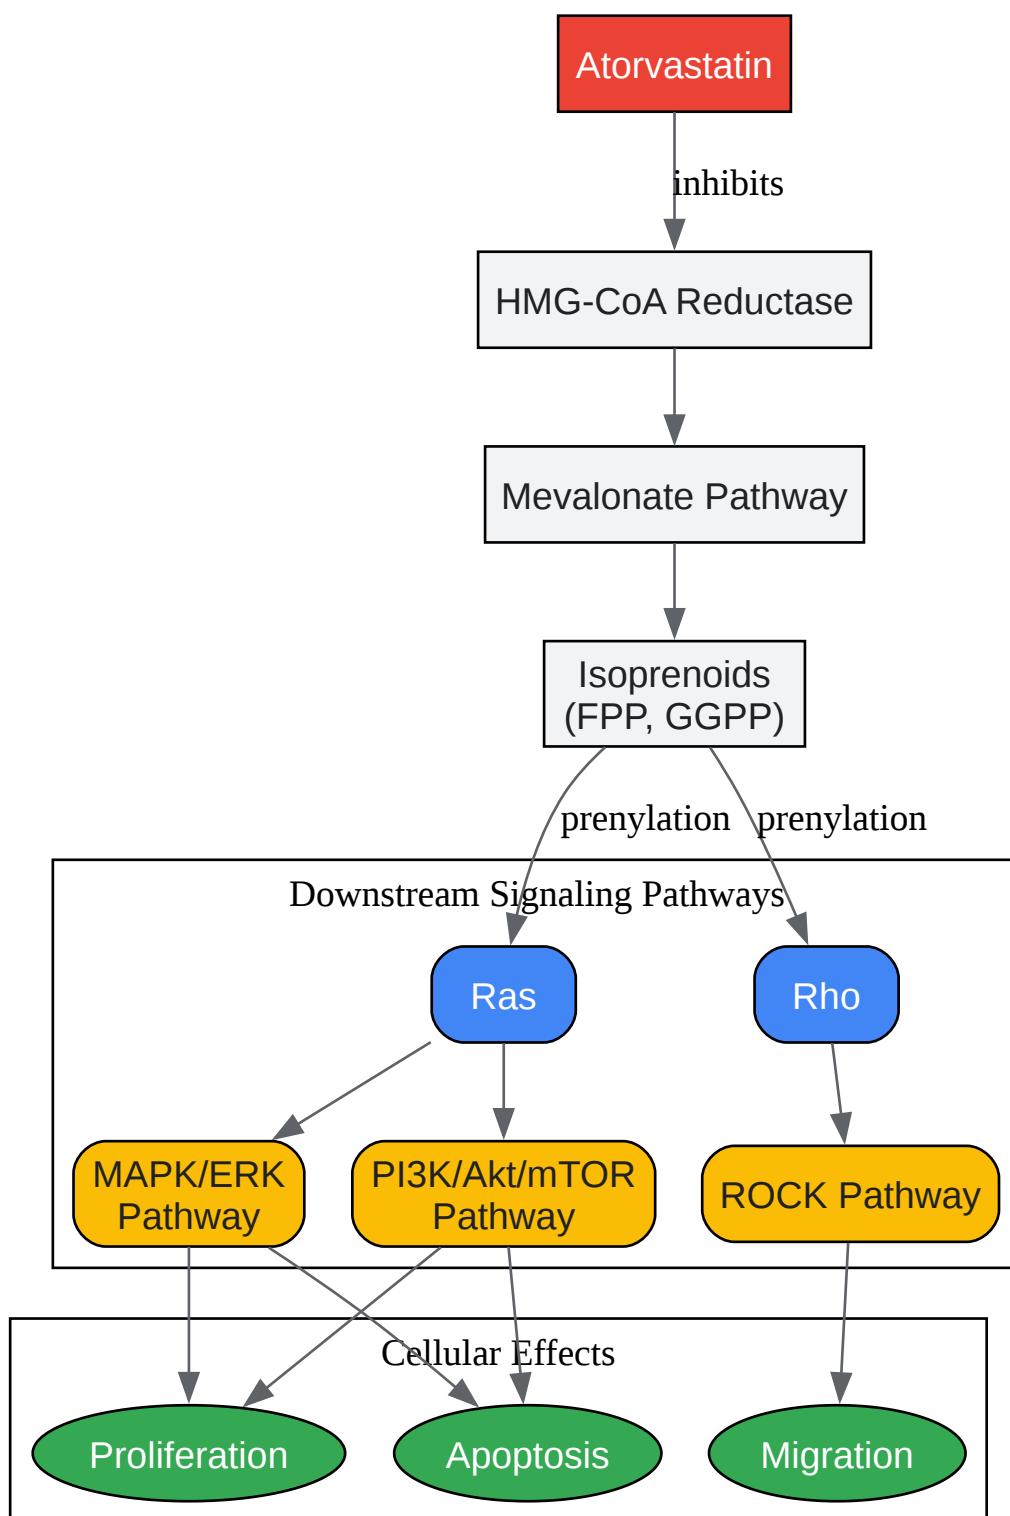 Atorvastatin
inhibits
HMG-CoA Reductase
Mevalonate Pathway
Isoprenoids
(FPP, GGPP)
prenylation
prenylation
Downstream Signaling Pathways
Ras
Rho
MAPK/ERK
Pathway
PI3K/Akt/mTOR
Pathway
ROCK Pathway
Cellular Effects
Proliferation
Apoptosis
Migration